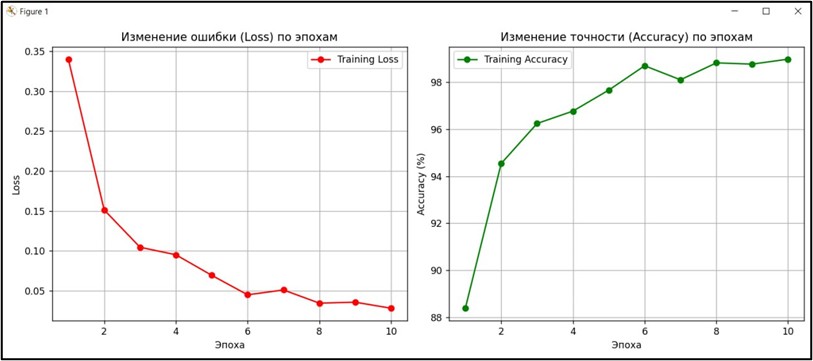 Figure 1
Изменение ошибки (Loss) по эпохам
Training Loss
0.35
0.30
0.25
0.20
0.15
0.10
0.05
Loss
2 4 6 8 10
Эпоха
Изменение точности (Accuracy) по эпохам
Training Accuracy
98
96
94
92
90
88
Accuracy (%)
2 4 6 8 10
Эпоха